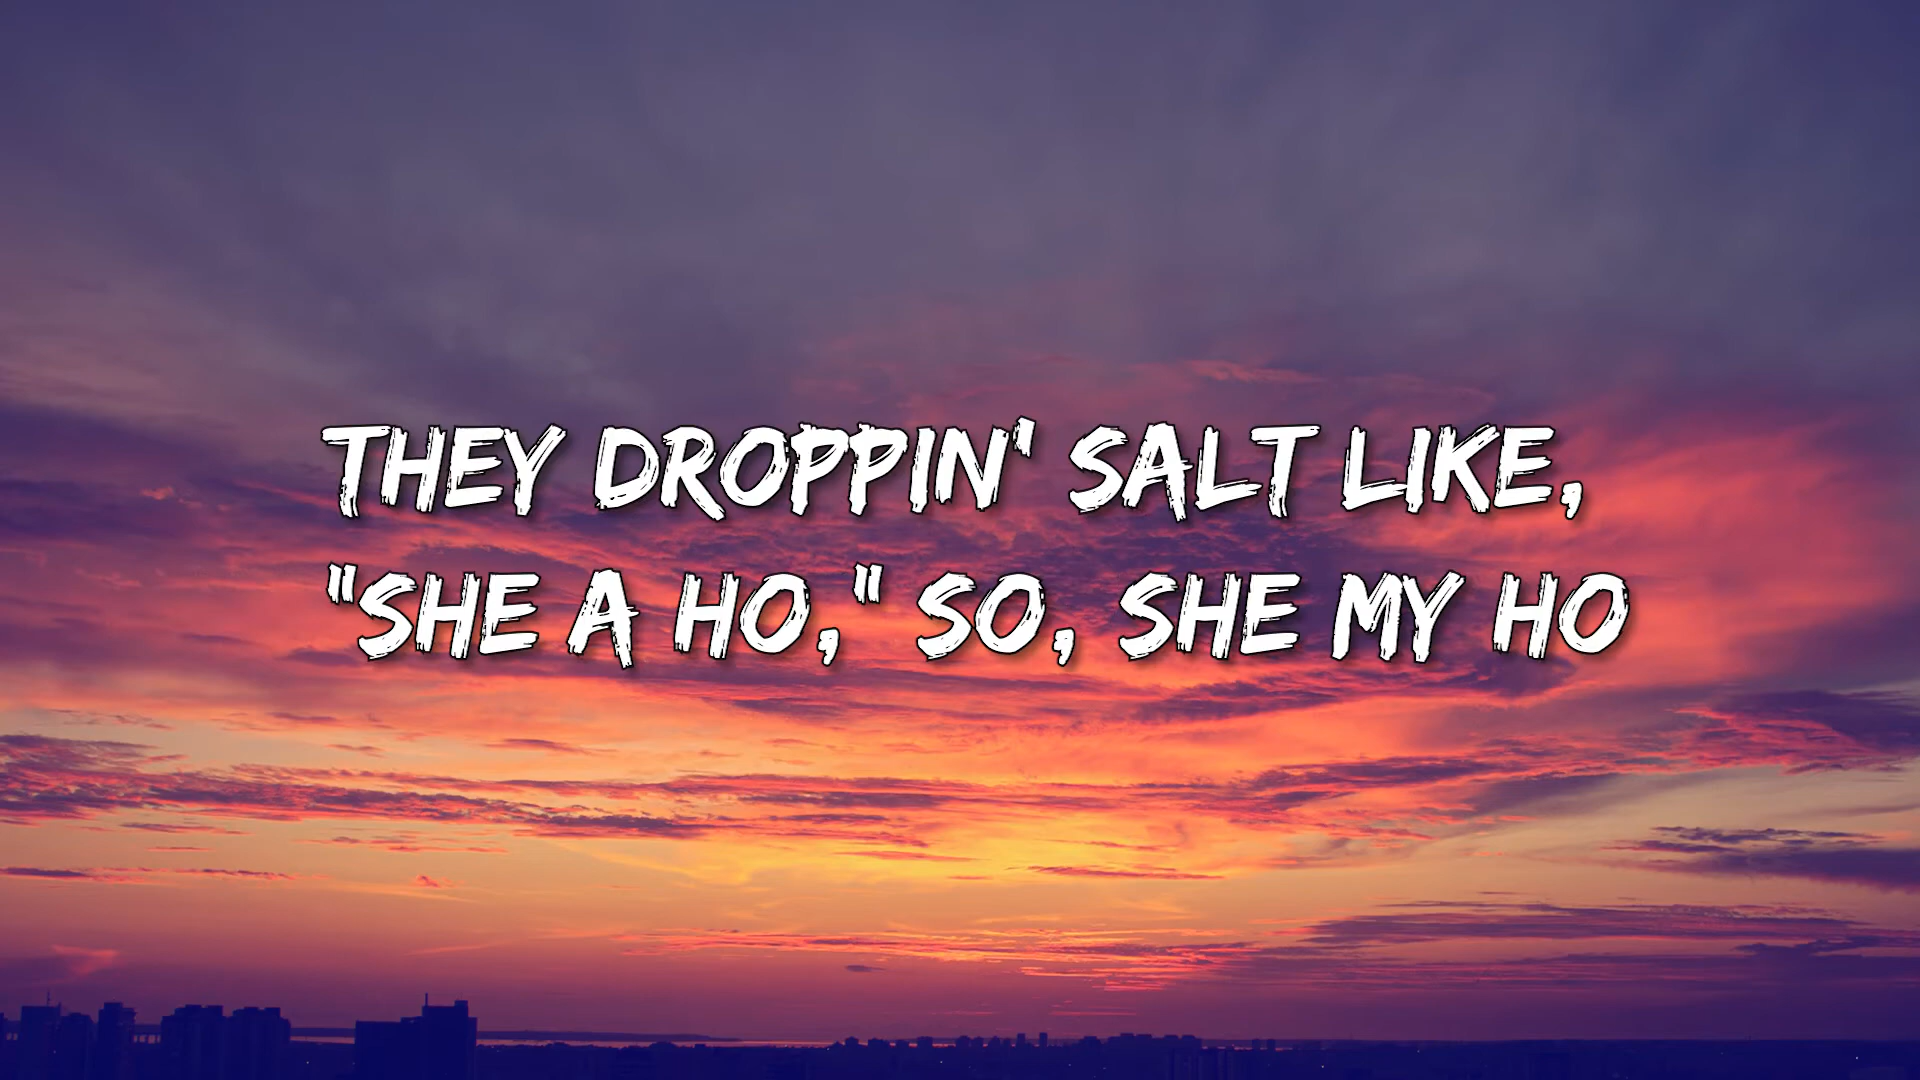 THEY DROPPIN' SALT LIKE,
"SHE A HO," SO, SHE MY HO